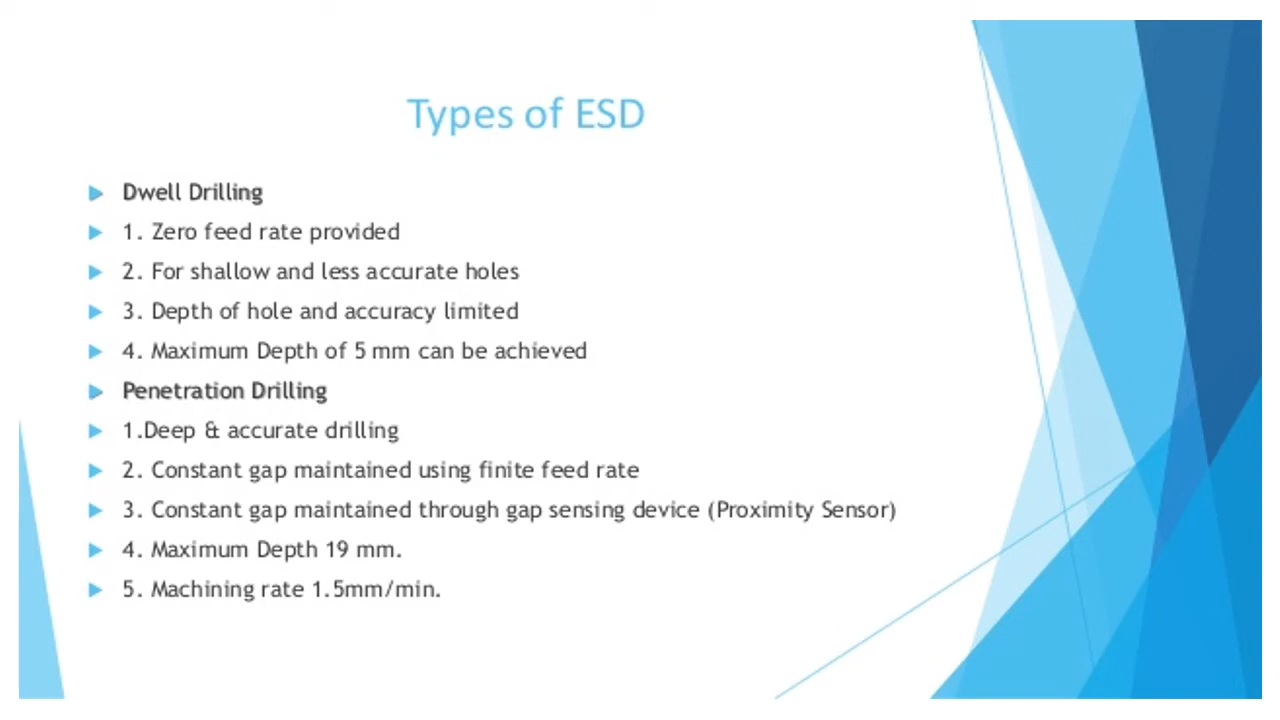 Types of ESD
Dwell Drilling
1. Zero feed rate provided
2. For shallow and less accurate holes
3. Depth of hole and accuracy limited
4. Maximum Depth of 5 mm can be achieved
Penetration Drilling
1.Deep & accurate drilling
2. Constant gap maintained using finite feed rate
3. Constant gap maintained through gap sensing device (Proximity Sensor)
4. Maximum Depth 19 mm.
5. Machining rate 1.5mm/min.